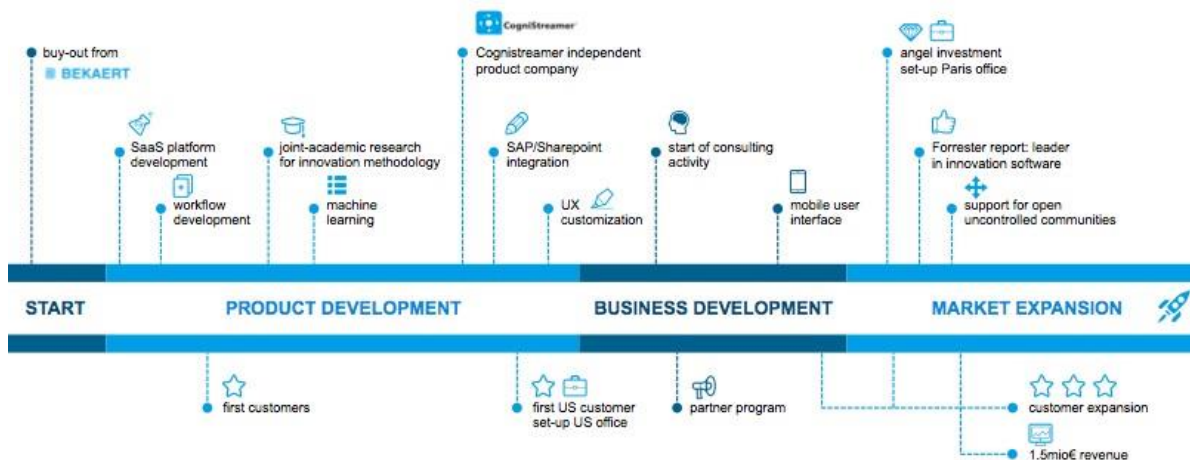 CogniStreamer
buy-out from
BEKAERT
Cognistreamer independent
product company
angel investment
set-up Paris office
SaaS platform
development
joint-academic research
for innovation methodology
SAP/Sharepoint
integration
start of consulting
activity
Forrester report: leader
in innovation software
workflow
development
machine
learning
UX
customization
mobile user
interface
support for open
uncontrolled communities
START
PRODUCT DEVELOPMENT
BUSINESS DEVELOPMENT
MARKET EXPANSION
first customers
first US customer
set-up US office
partner program
customer expansion
1.5mio€ revenue